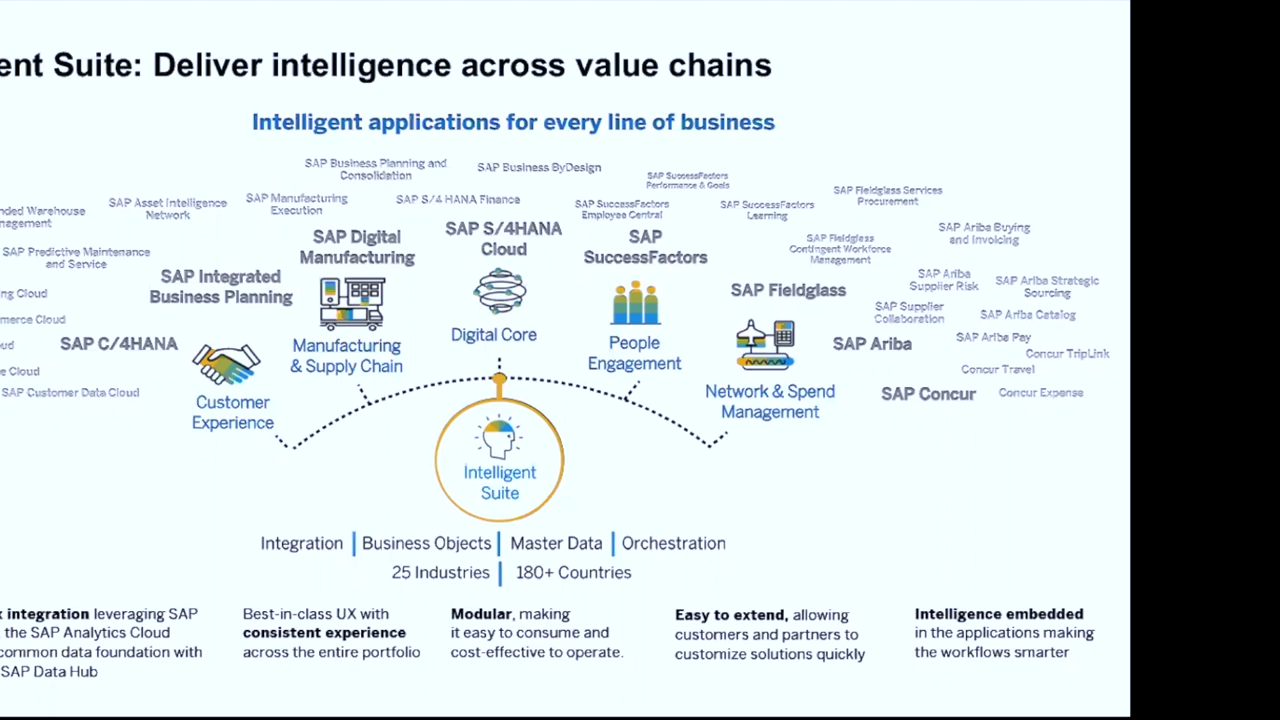 ent Suite: Deliver intelligence across value chains
Intelligent applications for every line of business
SAP Business Planning and
Consolidation
SAP Business ByDesign
SAP SuccessFactors
Performance & Goals
SAP Fieldglass Services
Procurement
nded Warehouse
nagement
SAP Asset Intelligence
Network
SAP Manufacturing
Execution
SAP S/4 HANA Finance
SAP SuccessFactors
Employee Central
SAP SuccessFactors
Learning
SAP Ariba Buying
and Invoicing
SAP Predictive Maintenance
and Service
SAP Digital
Manufacturing
SAP S/4HANA
Cloud
SAP
SuccessFactors
SAP Fieldglass
Contingent Workforce
Management
SAP Integrated
Business Planning
SAP Fieldglass
SAP Ariba
Supplier Risk
SAP Ariba Strategic
Sourcing
ng Cloud
merce Cloud
SAP Supplier
Collaboration
SAP Ariba Catalog
oud
SAP C/4HANA
Manufacturing
& Supply Chain
Digital Core
People
Engagement
SAP Ariba
SAP Ariba Pay
Concur TripLink
Concur Travel
e Cloud
SAP Customer Data Cloud
Customer
Experience
Network & Spend
Management
SAP Concur
Concur Expense
Intelligent
Suite
Integration | Business Objects | Master Data | Orchestration
25 Industries | 180+ Countries
integration leveraging SAP
the SAP Analytics Cloud
common data foundation with
SAP Data Hub
Best-in-class UX with
consistent experience
across the entire portfolio
Modular, making
it easy to consume and
cost-effective to operate.
Easy to extend, allowing
customers and partners to
customize solutions quickly
Intelligence embedded
in the applications making
the workflows smarter